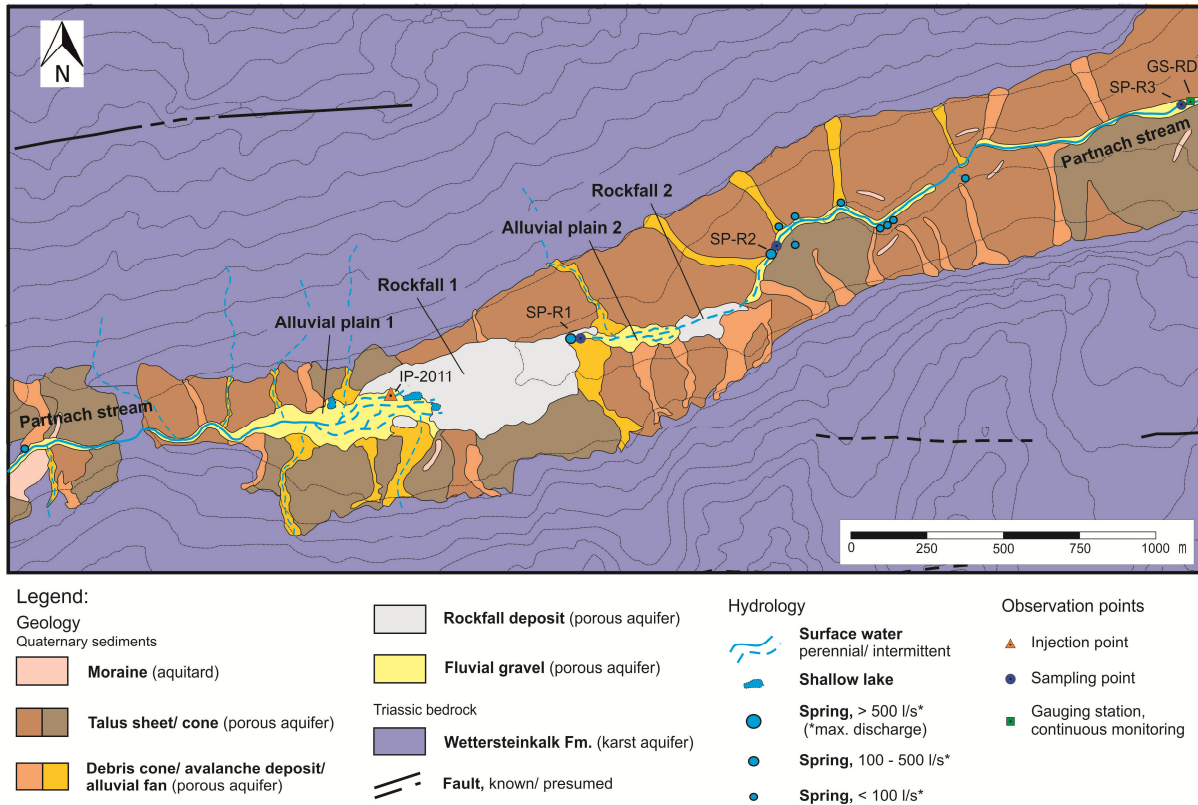 N
GS-RD
SP-R3
Partnach stream
Rockfall 2
Alluvial plain 2
SP-R2
Rockfall 1
SP-R1
Alluvial plain 1
IP-2011
Partnach stream
0 250 500 750 1000 m
Legend:
Geology
Quaternary sediments
Moraine (aquitard)
Talus sheet/ cone (porous aquifer)
Debris cone/ avalanche deposit/
alluvial fan (porous aquifer)
Rockfall deposit (porous aquifer)
Fluvial gravel (porous aquifer)
Triassic bedrock
Wettersteinkalk Fm. (karst aquifer)
Fault, known/ presumed
Hydrology
Surface water
perennial/ intermittent
Shallow lake
Spring, > 500 l/s*
(*max. discharge)
Spring, 100 - 500 l/s*
Spring, < 100 l/s*
Observation points
Injection point
Sampling point
Gauging station,
continuous monitoring